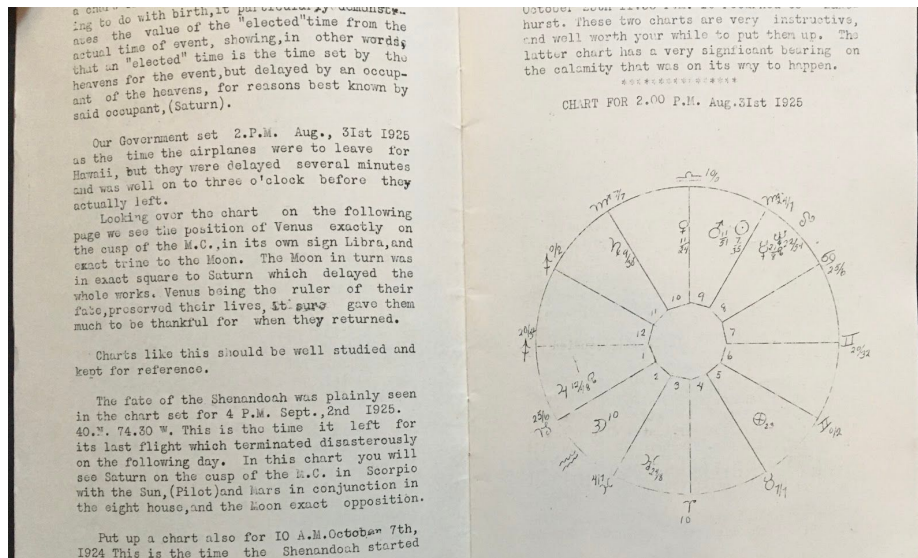 ing to do with birth, it
ates the value of the "elected" time from the
actual time of event, showing, in other words,
that an "elected" time is the time set by the
heavens for the event, but delayed by an occup-
ant of the heavens, for reasons best known by
said occupant, (Saturn).
Our Government set 2.P.M. Aug., 3Ist I925
as the time the airplanes were to leave for
Hawaii, but they were delayed several minutes
and was well on to three o'clock before they
actually left.
Looking over the chart on the following
page we see the position of Venus exactly on
the cusp of the M.C., in its own sign Libra, and
exact trine to the Moon. The Moon in turn was
in exact square to Saturn which delayed the
whole works. Venus being the ruler of their
fate, preserved their lives, it sure gave them
much to be thankful for when they returned.
Charts like this should be well studied and
kept for reference.
The fate of the Shenandoah was plainly seen
in the chart set for 4 P.M. Sept., 2nd I925.
40.N. 74.30 W. This is the time it left for
its last flight which terminated disasterously
on the following day. In this chart you will
see Saturn on the cusp of the M.C. in Scorpio
with the Sun, (Pilot) and Mars in conjunction in
the eight house, and the Moon exact opposition.
Put up a chart also for IO A.M. October 7th,
I924 This is the time the Shenandoah started
hurst. These two charts are very instructive,
and well worth your while to put them up. The
latter chart has a very signficant bearing on
the calamity that was on its way to happen.
*****************
CHART FOR 2.00 P.M. Aug.3Ist I925
10
9
11
8
12
7
1
6
2
5
3
4
10
10